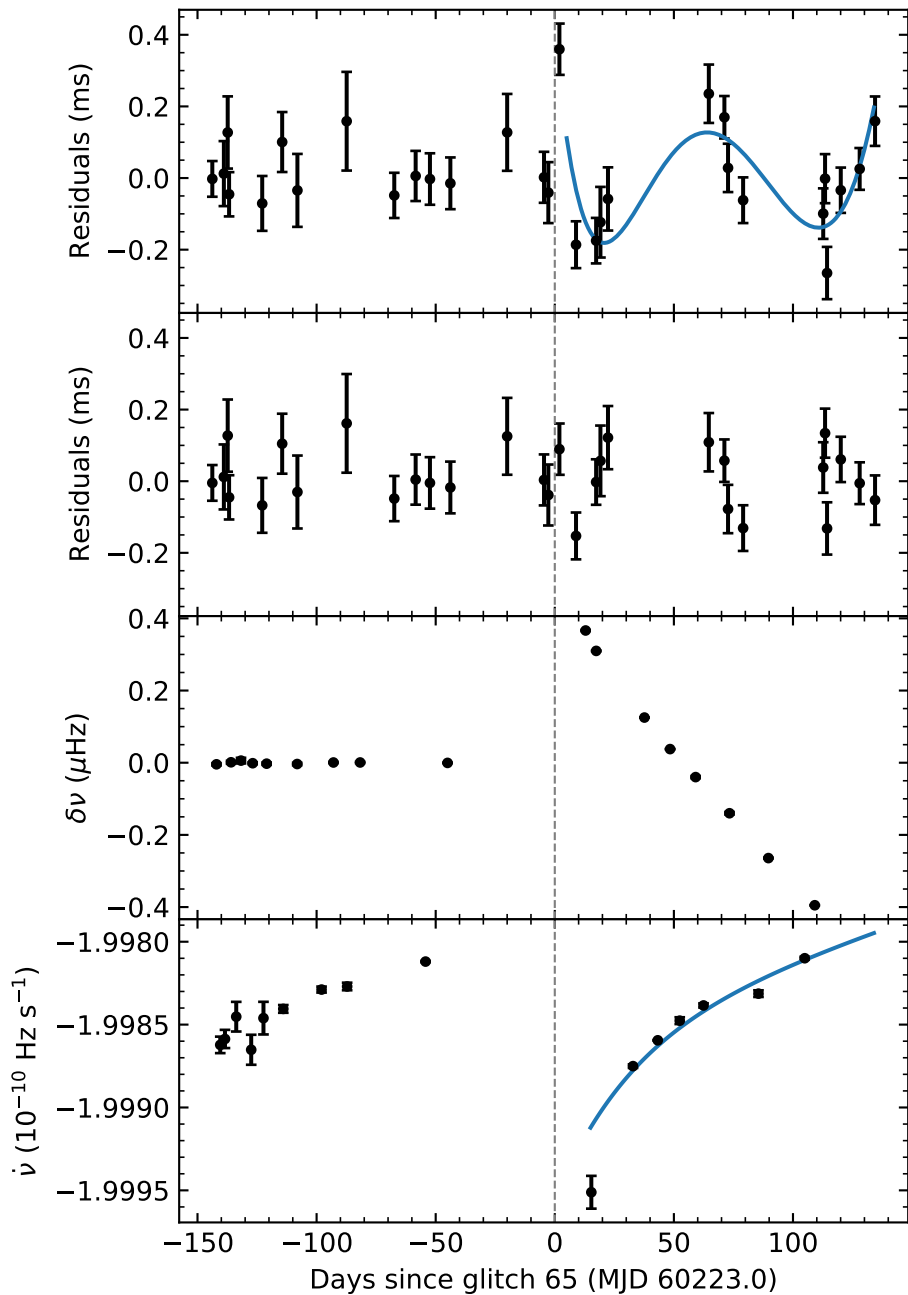 0.4
0.2
0.0
−0.2
Residuals (ms)
0.4
0.2
0.0
−0.2
Residuals (ms)
0.4
0.2
0.0
−0.2
−0.4
δν (μHz)
−1.9980
−1.9985
−1.9990
−1.9995
ν̇ (10⁻¹⁰ Hz s⁻¹)
−150 −100 −50 0 50 100
Days since glitch 65 (MJD 60223.0)